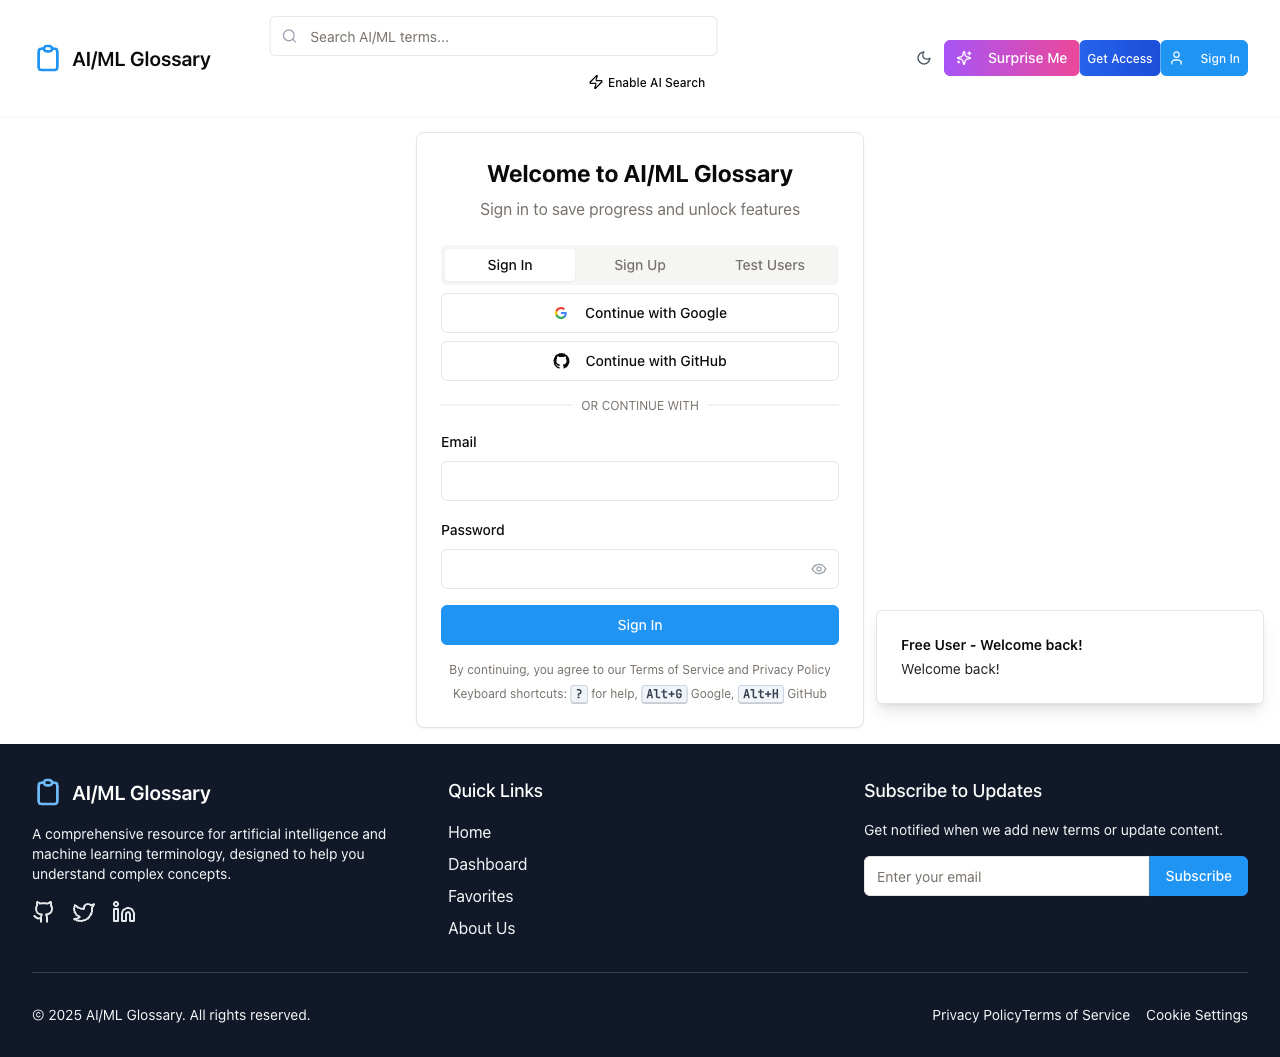 AI/ML Glossary
Search AI/ML terms...
Enable AI Search
Surprise Me
Get Access
Sign In
Welcome to AI/ML Glossary
Sign in to save progress and unlock features
Sign In
Sign Up
Test Users
Continue with Google
Continue with GitHub
OR CONTINUE WITH
Email
Password
Sign In
By continuing, you agree to our Terms of Service and Privacy Policy
Keyboard shortcuts: ? for help, Alt+G Google, Alt+H GitHub
Free User - Welcome back!
Welcome back!
AI/ML Glossary
A comprehensive resource for artificial intelligence and
machine learning terminology, designed to help you
understand complex concepts.
Quick Links
Home
Dashboard
Favorites
About Us
Subscribe to Updates
Get notified when we add new terms or update content.
Enter your email
Subscribe
© 2025 AI/ML Glossary. All rights reserved.
Privacy PolicyTerms of Service
Cookie Settings